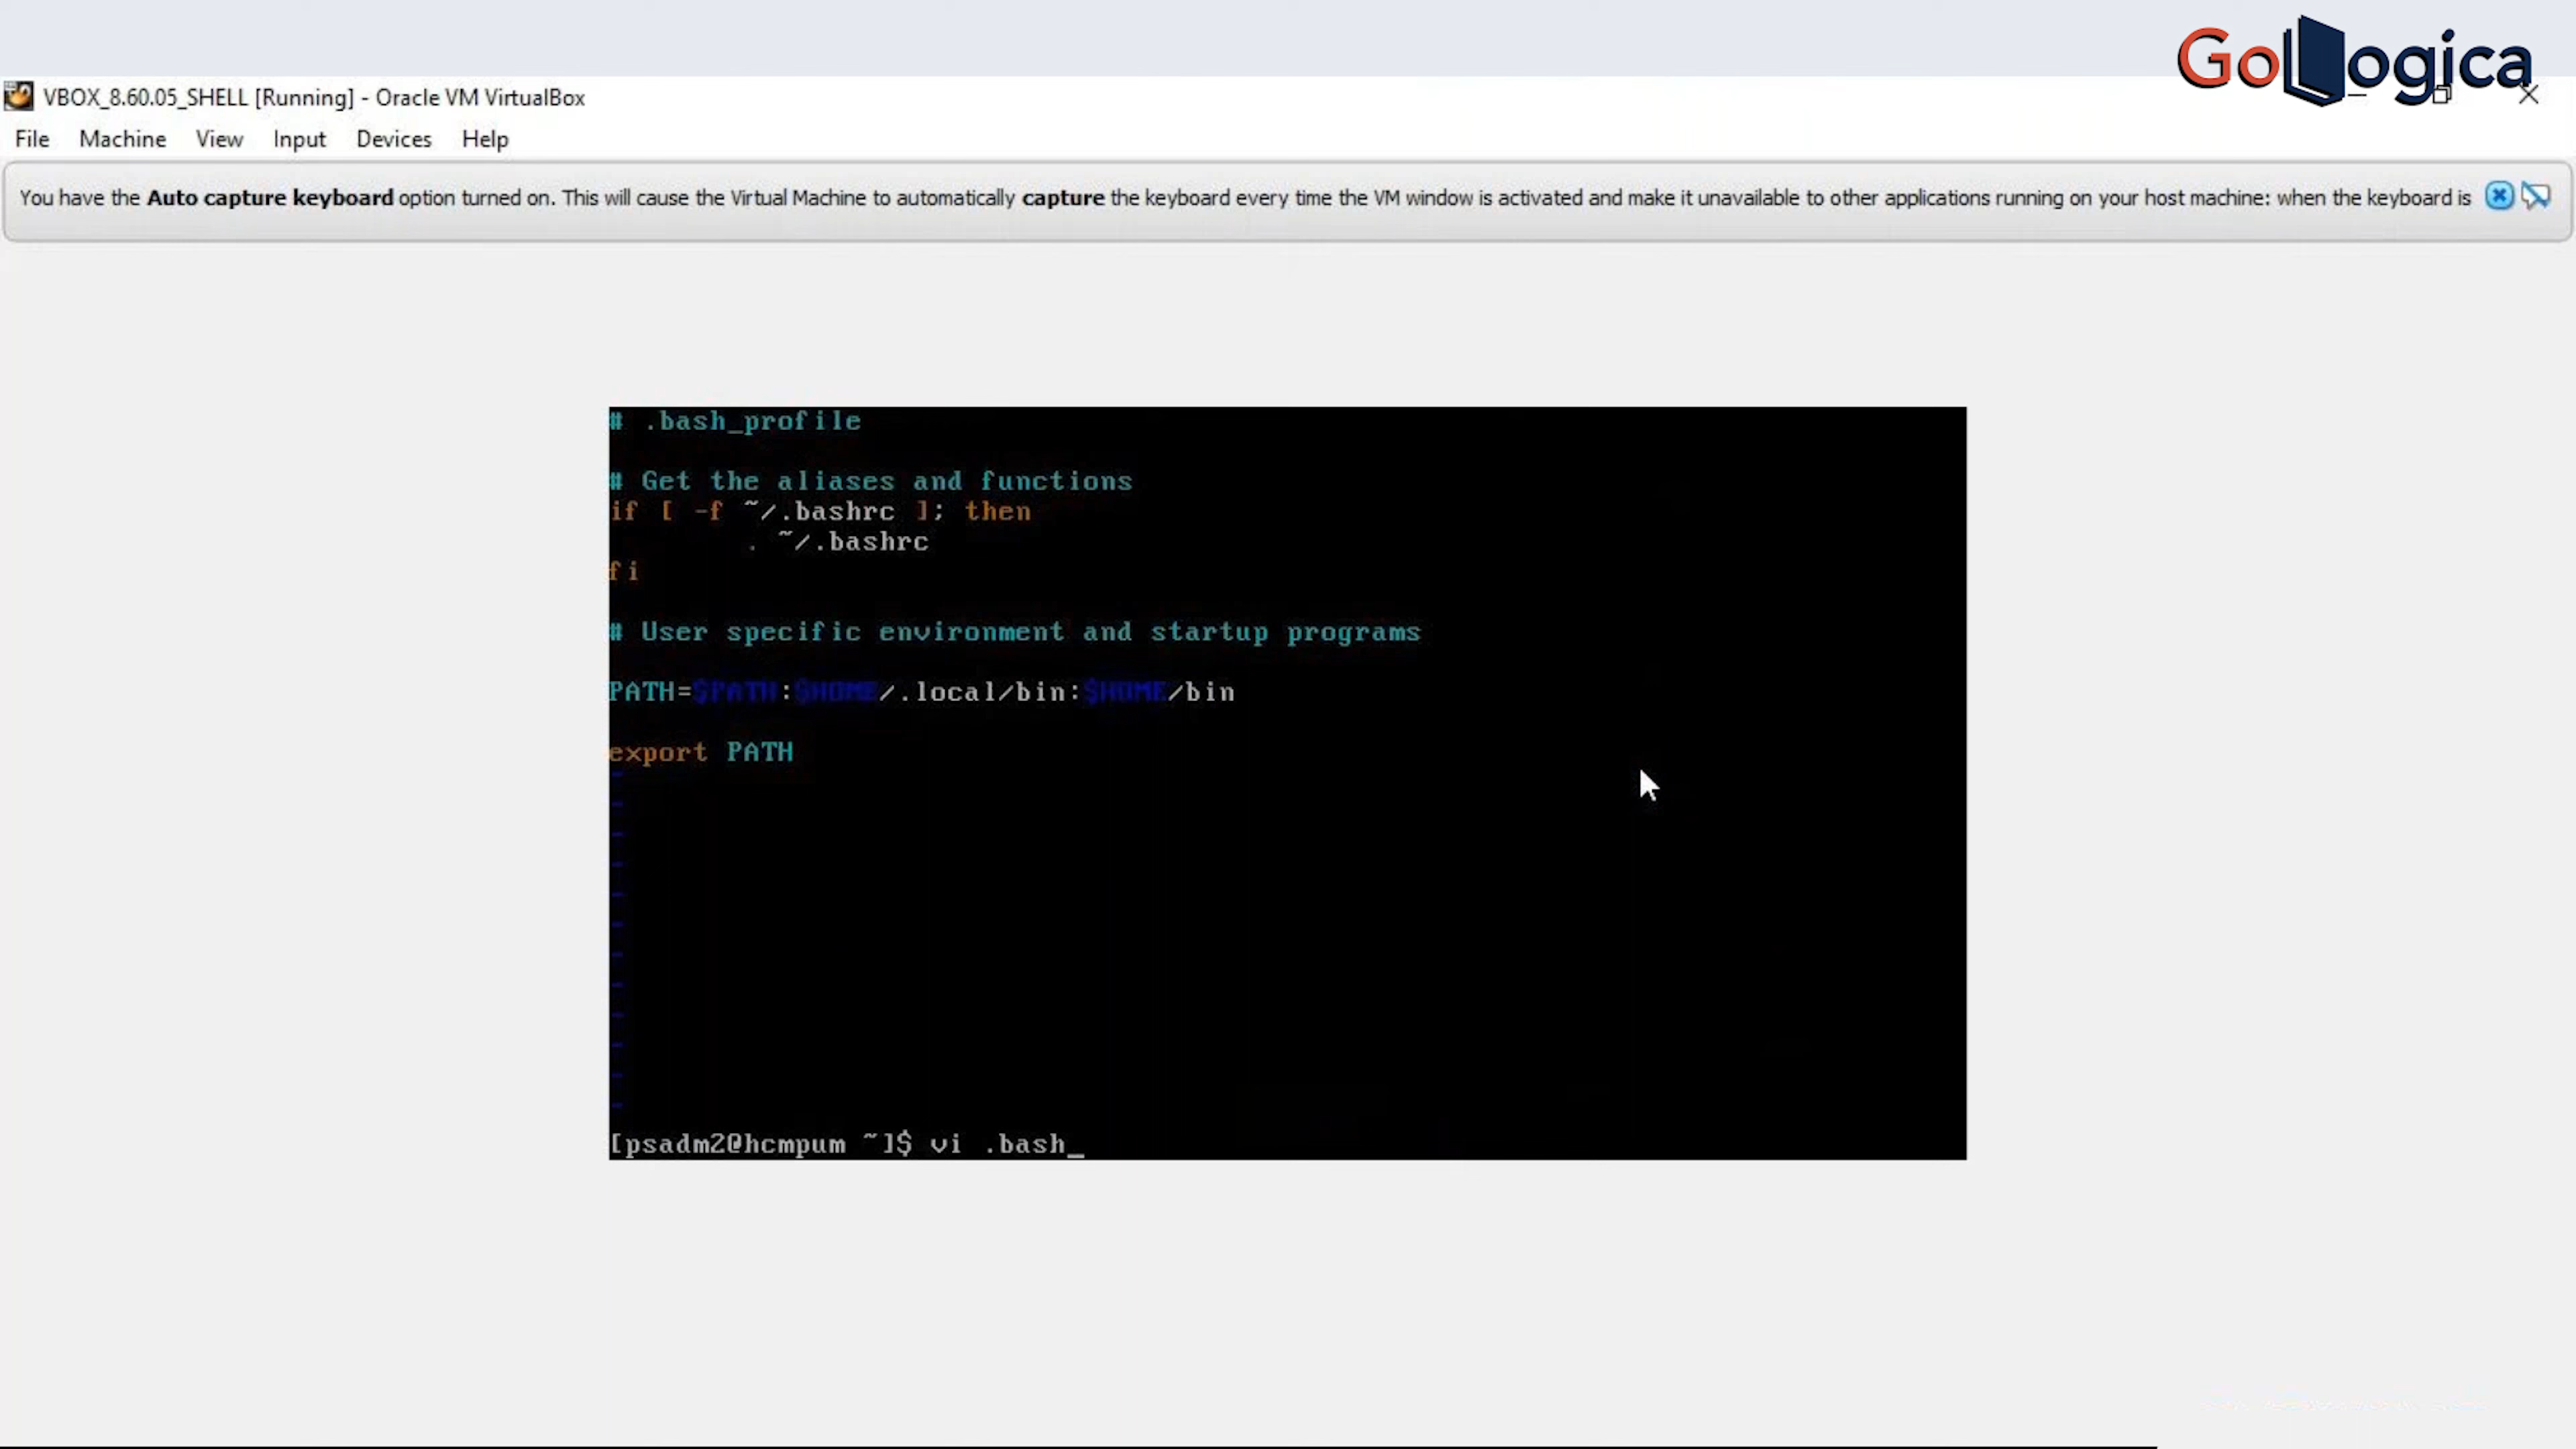 GoLogica
VBOX_8.60.05_SHELL [Running] - Oracle VM VirtualBox
File Machine View Input Devices Help
You have the Auto capture keyboard option turned on. This will cause the Virtual Machine to automatically capture the keyboard every time the VM window is activated and make it unavailable to other applications running on your host machine: when the keyboard is
# .bash_profile
# Get the aliases and functions
if [ -f ~/.bashrc ]; then
. ~/.bashrc
fi
# User specific environment and startup programs
PATH=$PATH:$HOME/.local/bin:$HOME/bin
export PATH
~
~
~
~
~
~
~
~
~
~
~
~
[psadm2@hcmpum ~]$ vi .bash_